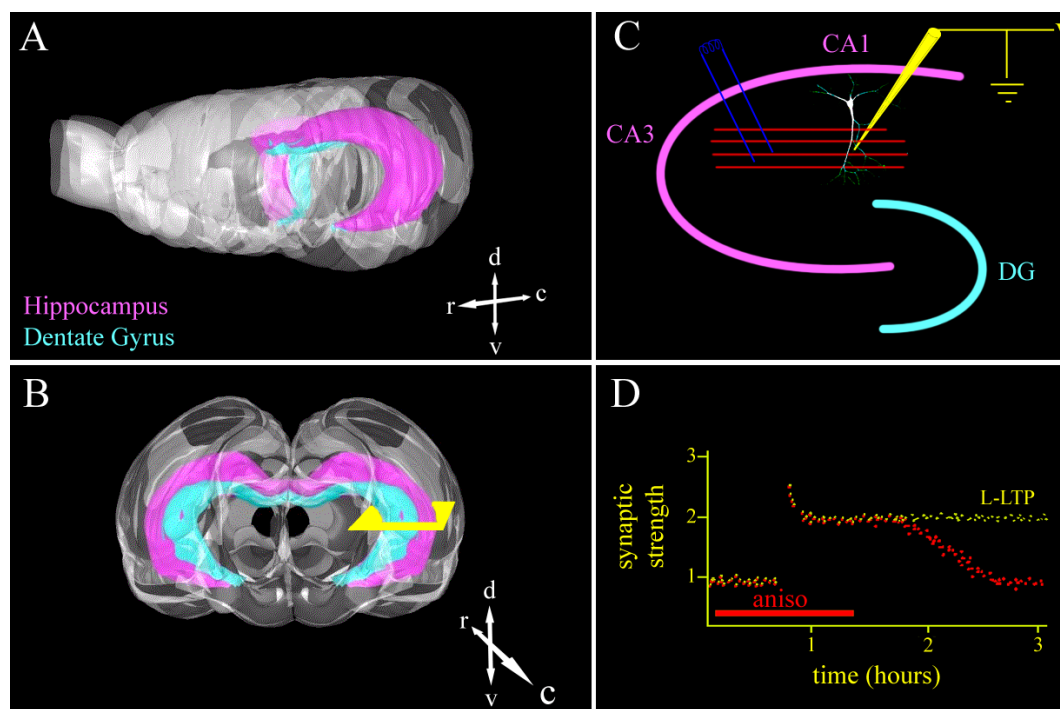 A
d
r
c
v
Hippocampus
Dentate Gyrus
B
d
r
v
c
C
CA1
CA3
DG
D
3
synaptic
strength
2
1
L-LTP
aniso
1
2
3
time (hours)